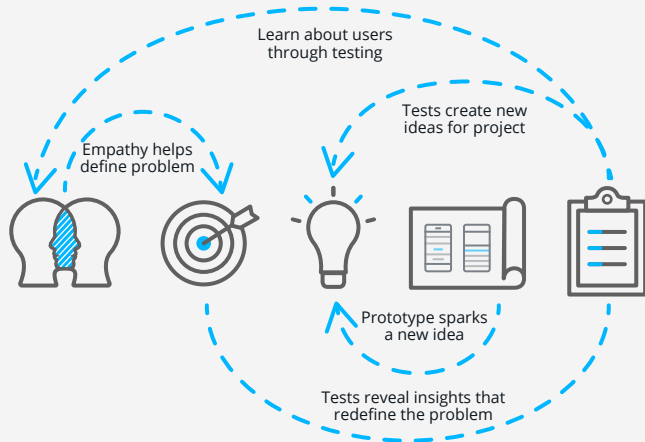 Learn about users
through testing
Tests create new
ideas for project
Empathy helps
define problem
Prototype sparks
a new idea
Tests reveal insights that
redefine the problem